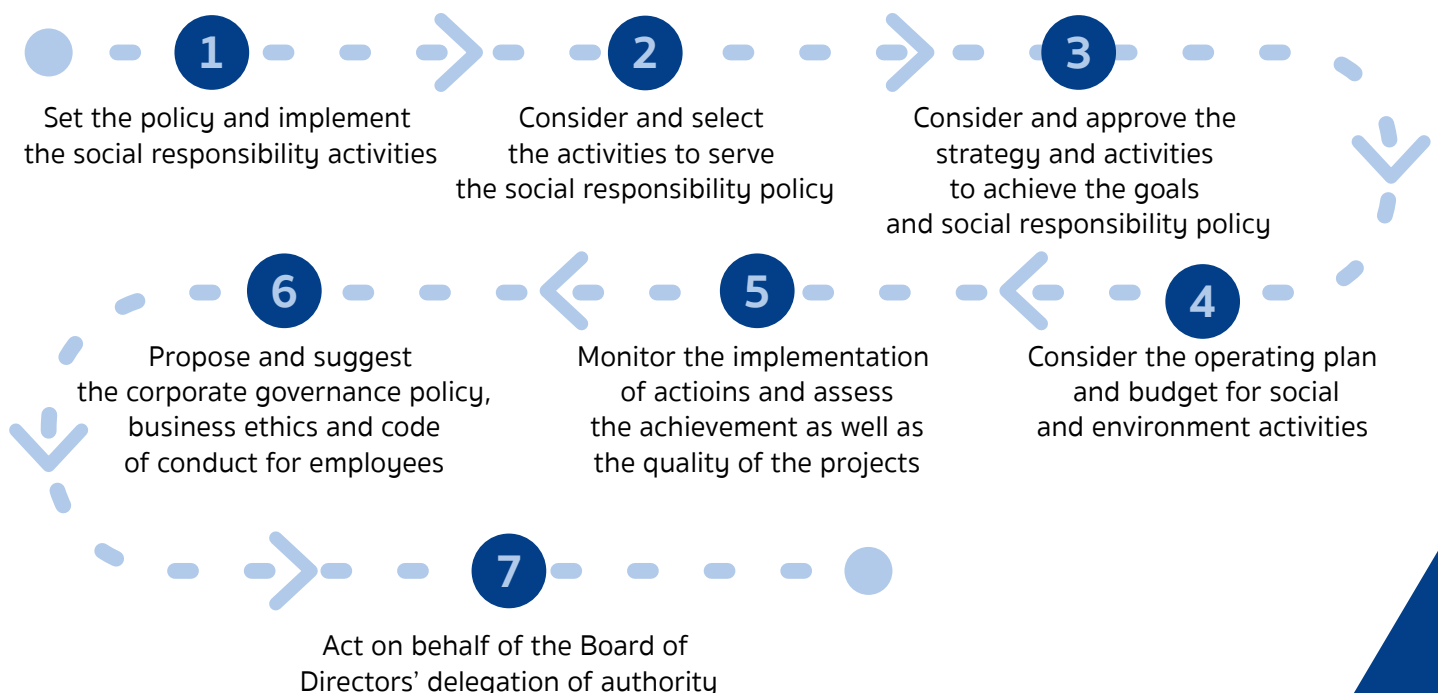 1
Set the policy and implement
the social responsibility activities
2
Consider and select
the activities to serve
the social responsibility policy
3
Consider and approve the
strategy and activities
to achieve the goals
and social responsibility policy
4
Consider the operating plan
and budget for social
and environment activities
5
Monitor the implementation
of actioins and assess
the achievement as well as
the quality of the projects
6
Propose and suggest
the corporate governance policy,
business ethics and code
of conduct for employees
7
Act on behalf of the Board of
Directors’ delegation of authority